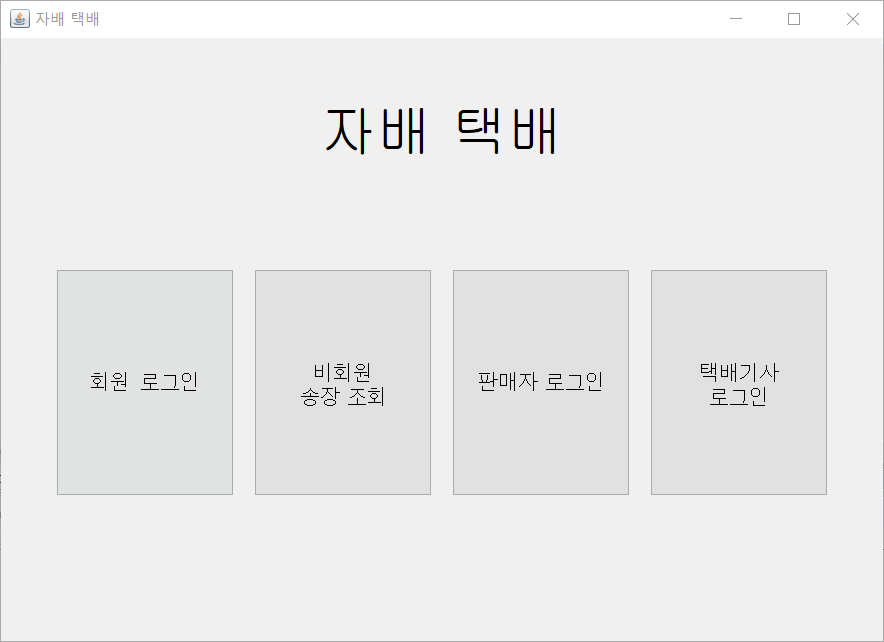 자배 택배
자배 택배
회원 로그인
비회원
송장 조회
판매자 로그인
택배기사
로그인